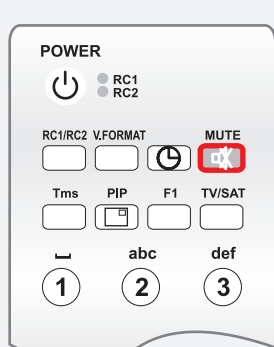 POWER
RC1
RC2
RC1/RC2 V.FORMAT MUTE
Tms PIP F1 TV/SAT
⎵ abc def
1 2 3